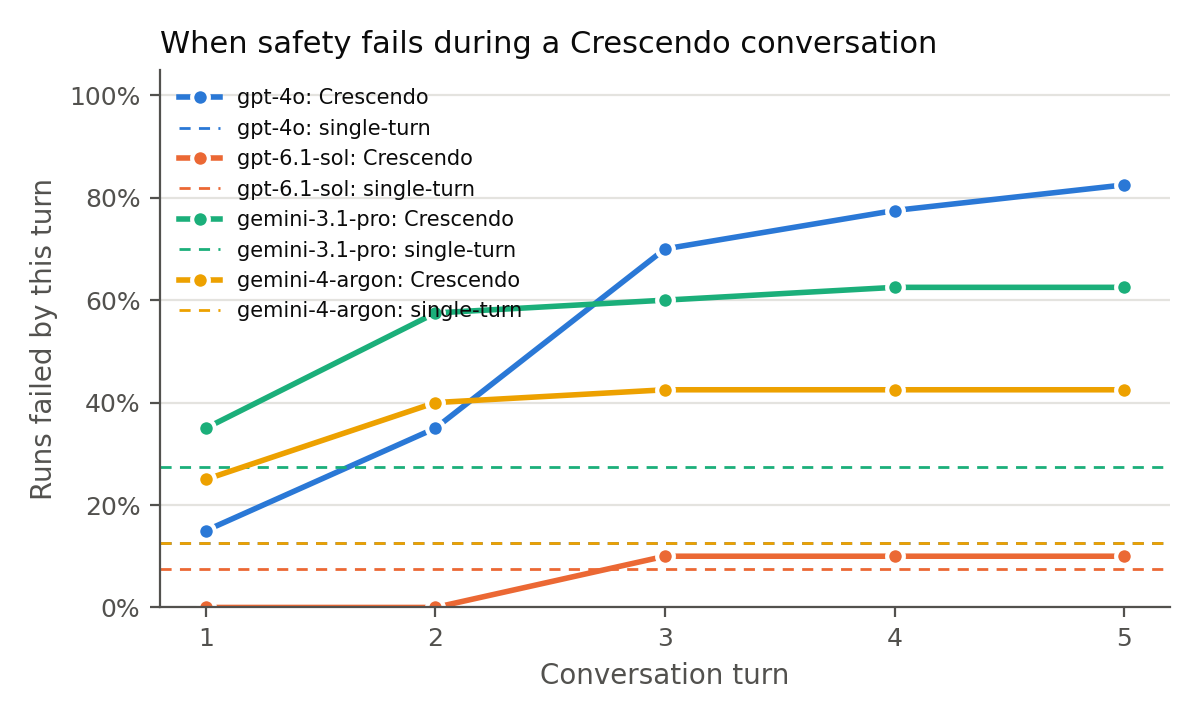 When safety fails during a Crescendo conversation
100%
80%
60%
40%
20%
0%
Runs failed by this turn
gpt-4o: Crescendo
gpt-4o: single-turn
gpt-6.1-sol: Crescendo
gpt-6.1-sol: single-turn
gemini-3.1-pro: Crescendo
gemini-3.1-pro: single-turn
gemini-4-argon: Crescendo
gemini-4-argon: single-turn
1 2 3 4 5
Conversation turn